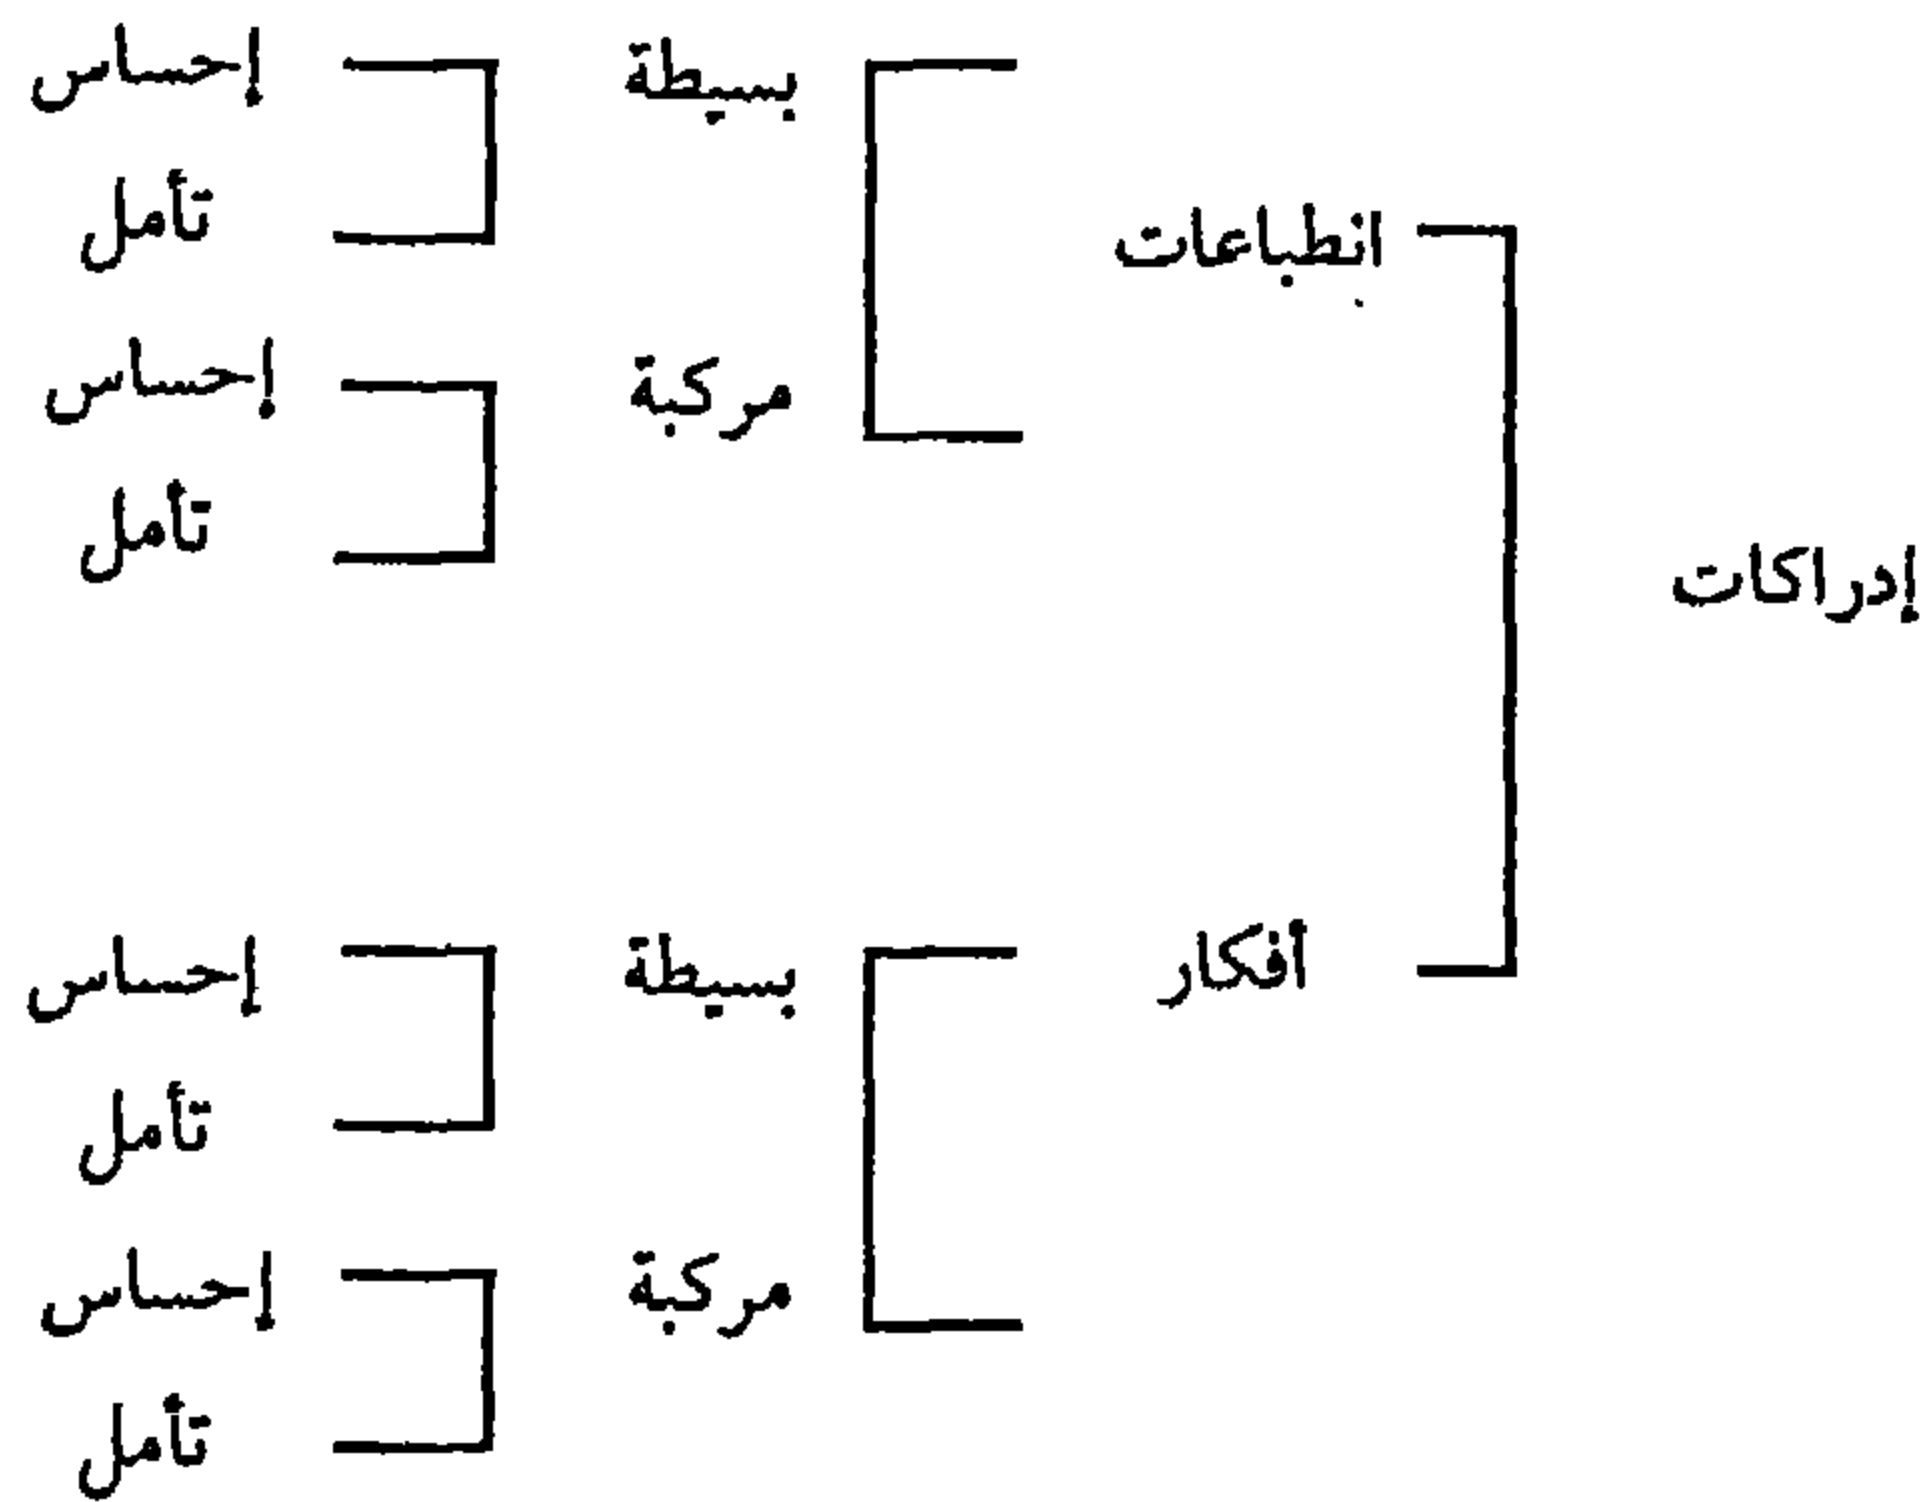 إدراكات
انطباعات
بسيطة
إحساس
تأمل
مركبة
إحساس
تأمل
أفكار
بسيطة
إحساس
تأمل
مركبة
إحساس
تأمل